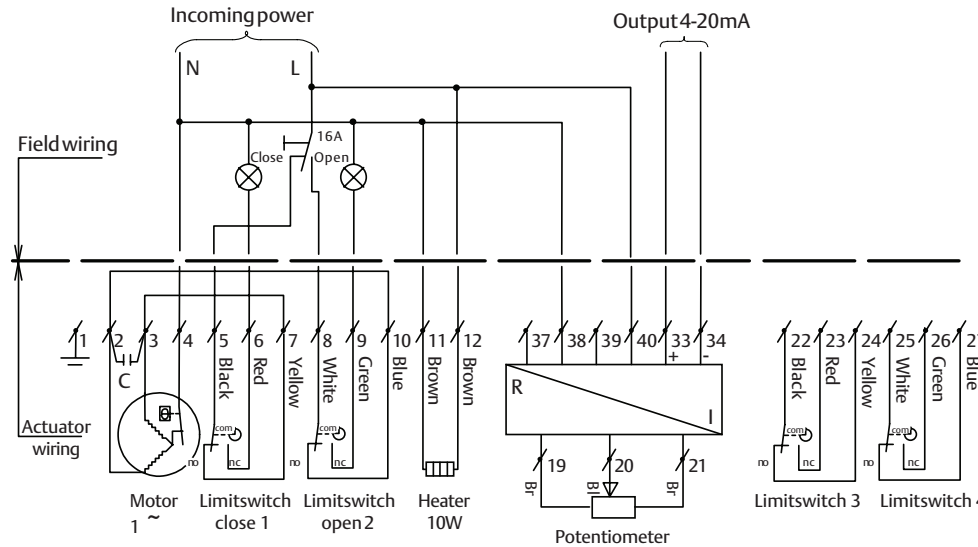 Incoming power
Output 4-20mA
N L
16A
Field wiring
Close Open
1 2 3 4 5 6 7 8 9 10 11 12 37 38 39 40 33 34 22 23 24 25 26 27
+ -
C
Black Red Yellow White Green Blue Brown Brown
Black Red Yellow White Green Blue
R I
com com com com
no nc no nc no nc no nc
19 20 21
Br Bl Br
Actuator
wiring
Motor
1 ~
Limitswitch
close 1
Limitswitch
open 2
Heater
10W
Potentiometer
Limitswitch 3
Limitswitch 4